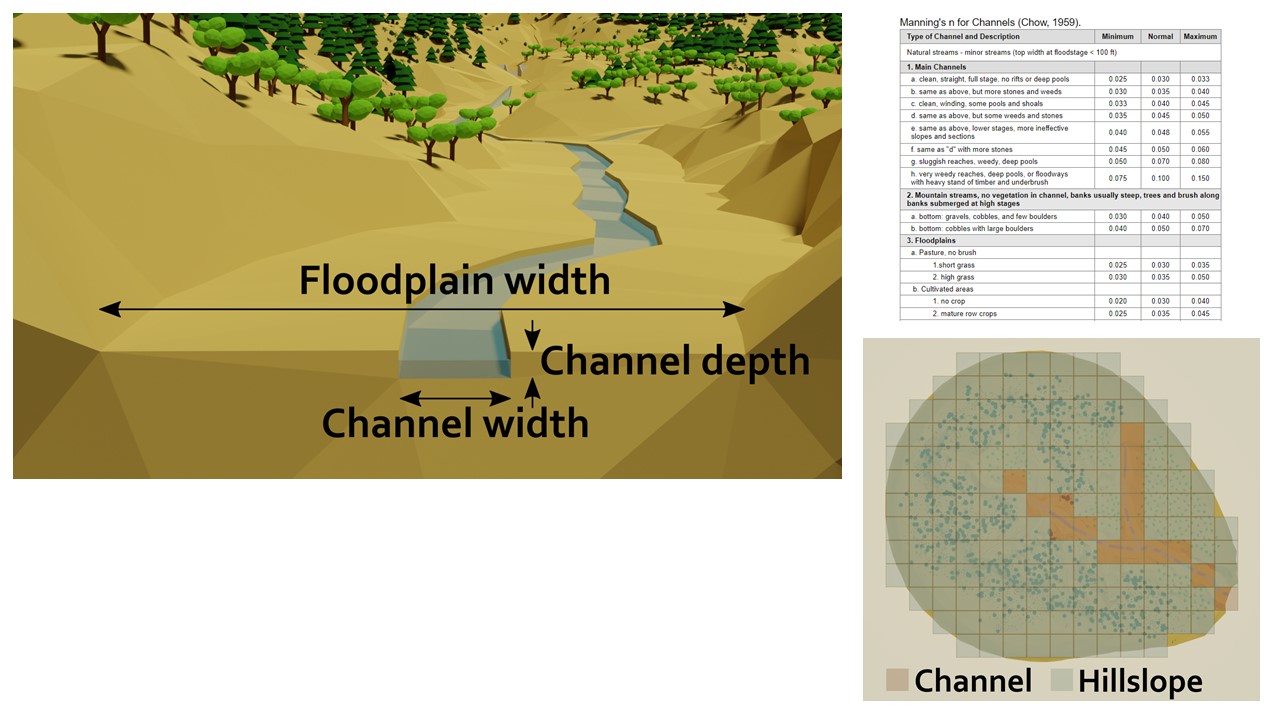 Floodplain width
Channel depth
Channel width
Manning's n for Channels (Chow, 1959).
Type of Channel and Description Minimum Normal Maximum
Natural streams - minor streams (top width at floodstage < 100 ft)
1. Main Channels
a. clean, straight, full stage, no rifts or deep pools 0.025 0.030 0.033
b. same as above, but more stones and weeds 0.030 0.035 0.040
c. clean, winding, some pools and shoals 0.033 0.040 0.045
d. same as above, but some weeds and stones 0.035 0.045 0.050
e. same as above, lower stages, more ineffective
slopes and sections 0.040 0.048 0.055
f. same as "d" with more stones 0.045 0.050 0.060
g. sluggish reaches, weedy, deep pools 0.050 0.070 0.080
h. very weedy reaches, deep pools, or floodways
with heavy stand of timber and underbrush 0.075 0.100 0.150
2. Mountain streams, no vegetation in channel, banks usually steep, trees and brush along
banks submerged at high stages
a. bottom: gravels, cobbles, and few boulders 0.030 0.040 0.050
b. bottom: cobbles with large boulders 0.040 0.050 0.070
3. Floodplains
a. Pasture, no brush
1.short grass 0.025 0.030 0.035
2. high grass 0.030 0.035 0.050
b. Cultivated areas
1. no crop 0.020 0.030 0.040
2. mature row crops 0.025 0.035 0.045
Channel Hillslope